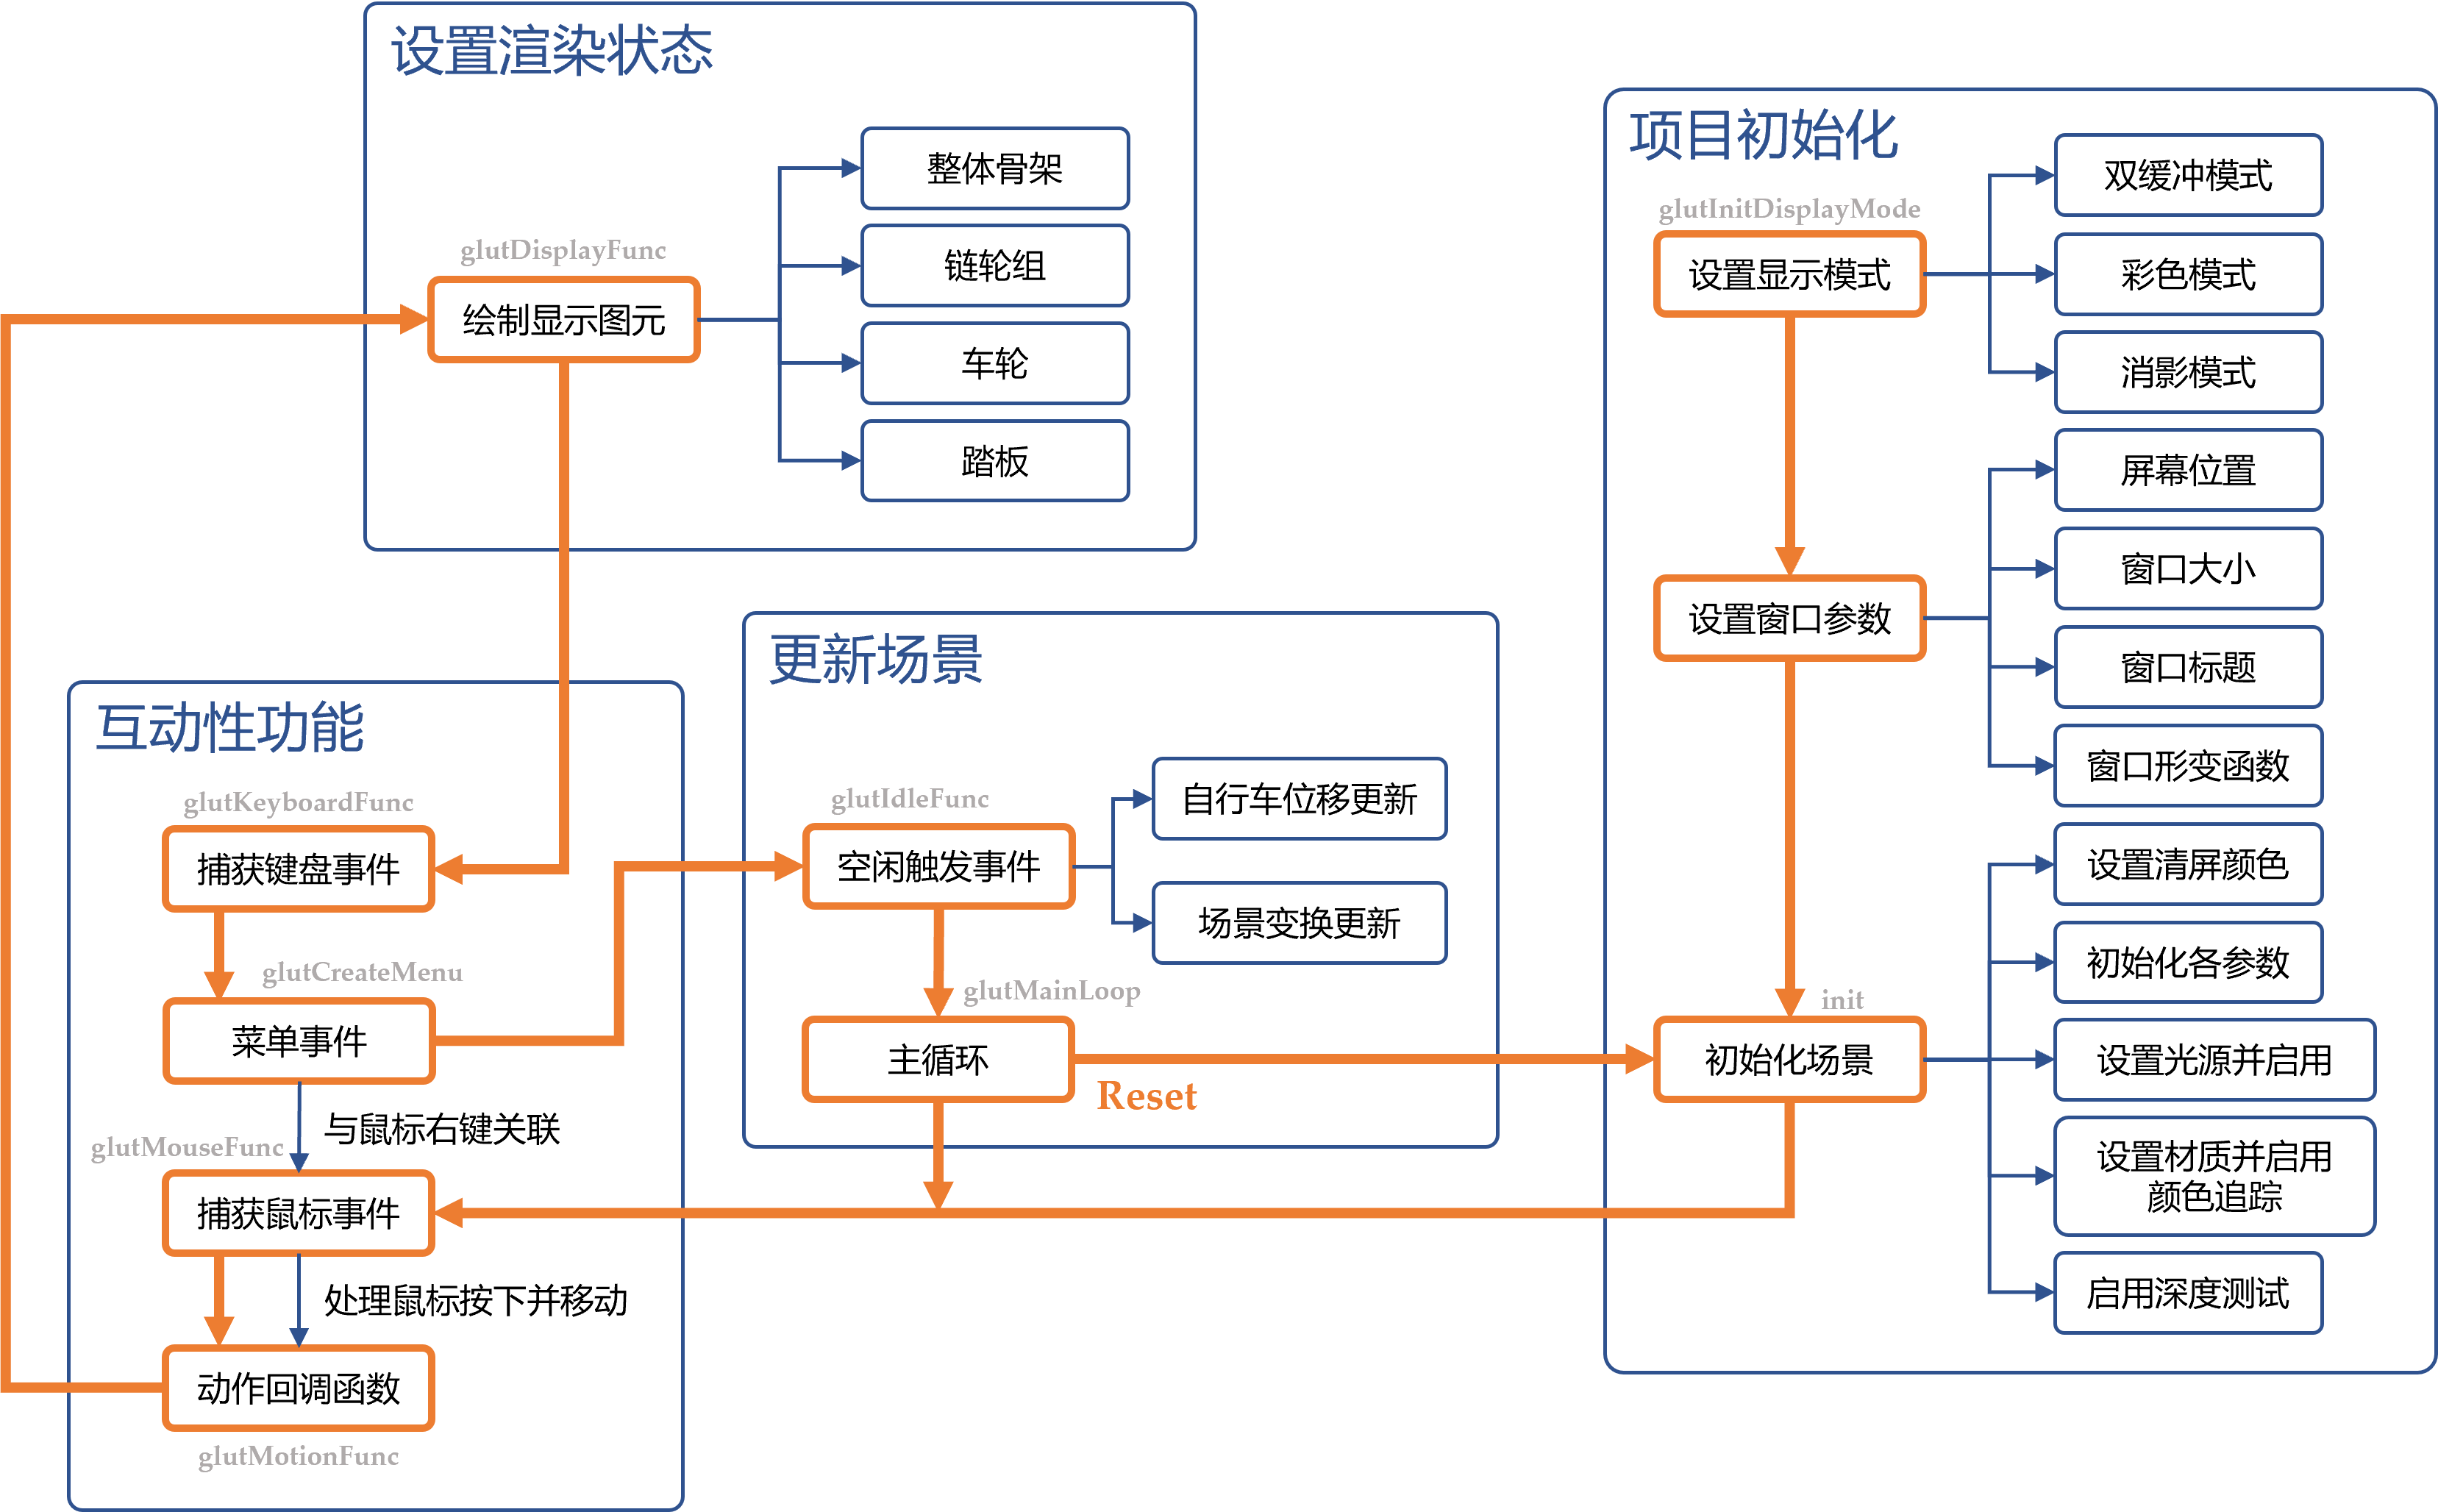 设置渲染状态
glutDisplayFunc
绘制显示图元
整体骨架
链轮组
车轮
踏板
项目初始化
glutInitDisplayMode
设置显示模式
双缓冲模式
彩色模式
消影模式
设置窗口参数
屏幕位置
窗口大小
窗口标题
窗口形变函数
init
初始化场景
设置清屏颜色
初始化各参数
设置光源并启用
设置材质并启用
颜色追踪
启用深度测试
更新场景
glutIdleFunc
空闲触发事件
自行车位移更新
场景变换更新
glutMainLoop
主循环
Reset
互动性功能
glutKeyboardFunc
捕获键盘事件
glutCreateMenu
菜单事件
与鼠标右键关联
glutMouseFunc
捕获鼠标事件
处理鼠标按下并移动
动作回调函数
glutMotionFunc